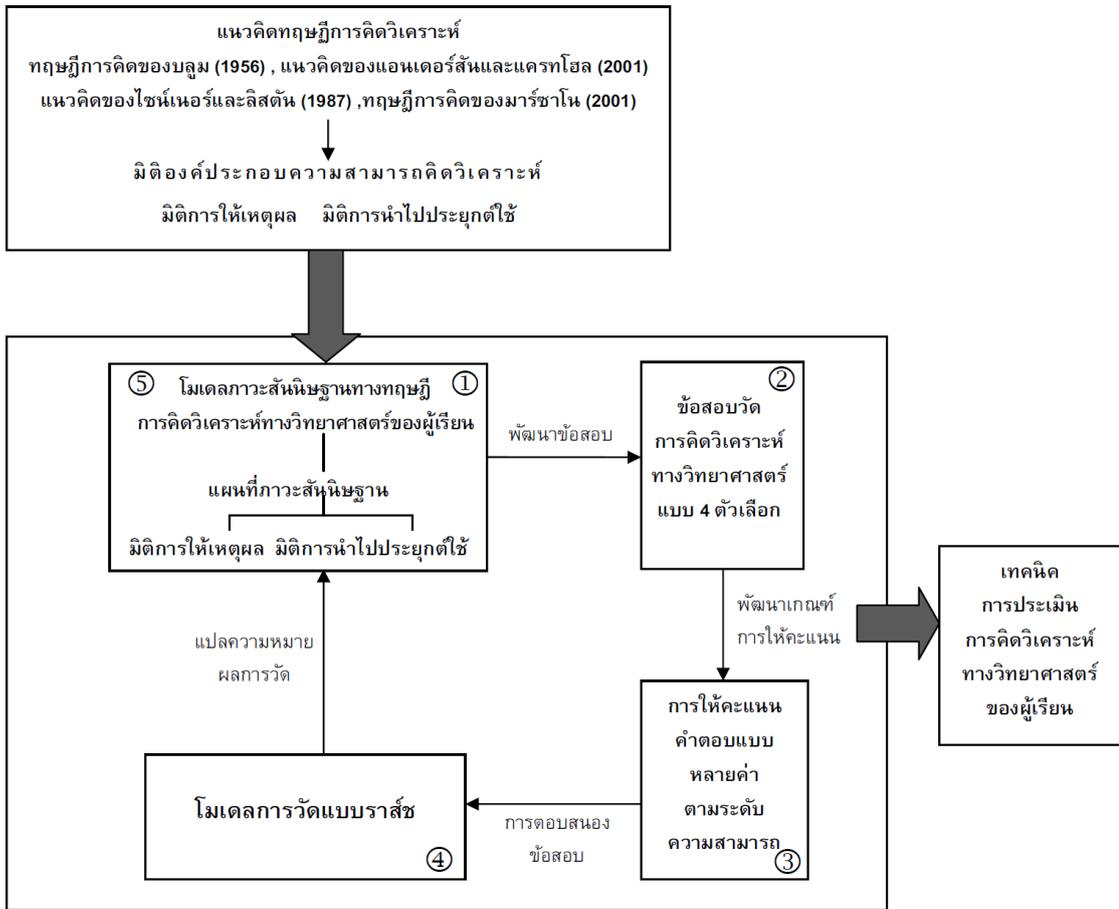 แนวคิดทฤษฏีการคิดวิเคราะห์
ทฤษฎีการคิดของบลูม (1956) , แนวคิดของแอนเดอร์สันและแครทโฮล (2001)
แนวคิดของไซน์เนอร์และลิสตัน (1987) ,ทฤษฎีการคิดของมาร์ซาโน (2001)
มิติองค์ประกอบความสามารถคิดวิเคราะห์
มิติการให้เหตุผล มิติการนำไปประยุกต์ใช้
⑤ โมเดลภาวะสันนิษฐานทางทฤษฎี ①
การคิดวิเคราะห์ทางวิทยาศาสตร์ของผู้เรียน
แผนที่ภาวะสันนิษฐาน
มิติการให้เหตุผล มิติการนำไปประยุกต์ใช้
พัฒนาข้อสอบ
②
ข้อสอบวัด
การคิดวิเคราะห์
ทางวิทยาศาสตร์
แบบ 4 ตัวเลือก
พัฒนาเกณฑ์
การให้คะแนน
การให้คะแนน
คำตอบแบบ
หลายค่า
ตามระดับ
ความสามารถ
③
การตอบสนอง
ข้อสอบ
โมเดลการวัดแบบราส์ช
④
แปลความหมาย
ผลการวัด
เทคนิค
การประเมิน
การคิดวิเคราะห์
ทางวิทยาศาสตร์
ของผู้เรียน